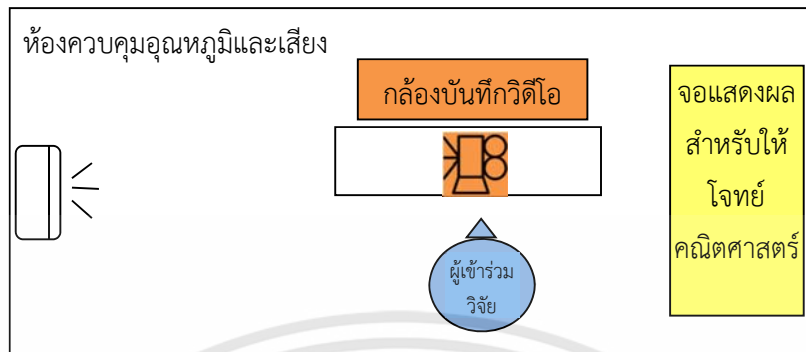 ห้องควบคุมอุณหภูมิและเสียง
กล้องบันทึกวิดีโอ
จอแสดงผล
สำหรับให้
โจทย์
คณิตศาสตร์
ผู้เข้าร่วม
วิจัย